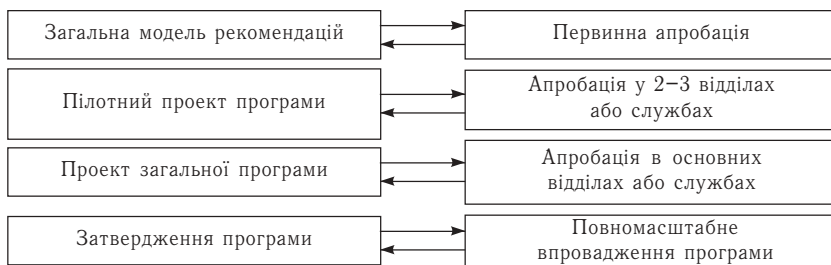 Загальна модель рекомендацій
Первинна апробація
Пілотний проект програми
Апробація у 2–3 відділах
або службах
Проект загальної програми
Апробація в основних
відділах або службах
Затвердження програми
Повномасштабне
впровадження програми